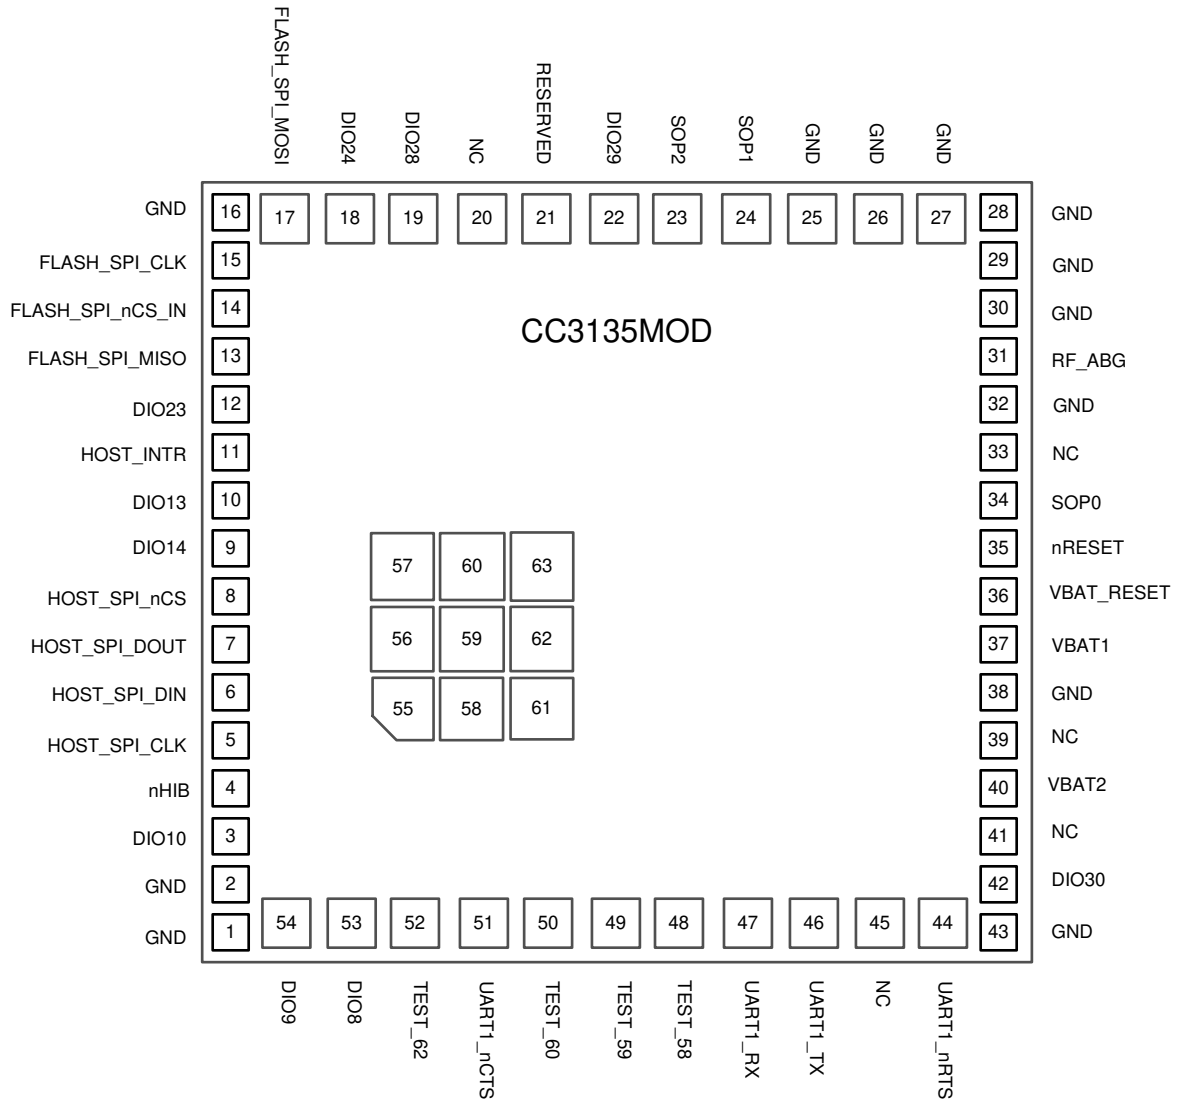 FLASH_SPI_MOSI
DIO24
DIO28
NC
RESERVED
DIO29
SOP2
SOP1
GND
GND
GND
17
18
19
20
21
22
23
24
25
26
27
GND 16
FLASH_SPI_CLK 15
FLASH_SPI_nCS_IN 14
FLASH_SPI_MISO 13
DIO23 12
HOST_INTR 11
DIO13 10
DIO14 9
HOST_SPI_nCS 8
HOST_SPI_DOUT 7
HOST_SPI_DIN 6
HOST_SPI_CLK 5
nHIB 4
DIO10 3
GND 2
GND 1
CC3135MOD
57 60 63
56 59 62
55 58 61
28 GND
29 GND
30 GND
31 RF_ABG
32 GND
33 NC
34 SOP0
35 nRESET
36 VBAT_RESET
37 VBAT1
38 GND
39 NC
40 VBAT2
41 NC
42 DIO30
43 GND
54
53
52
51
50
49
48
47
46
45
44
DIO9
DIO8
TEST_62
UART1_nCTS
TEST_60
TEST_59
TEST_58
UART1_RX
UART1_TX
NC
UART1_nRTS